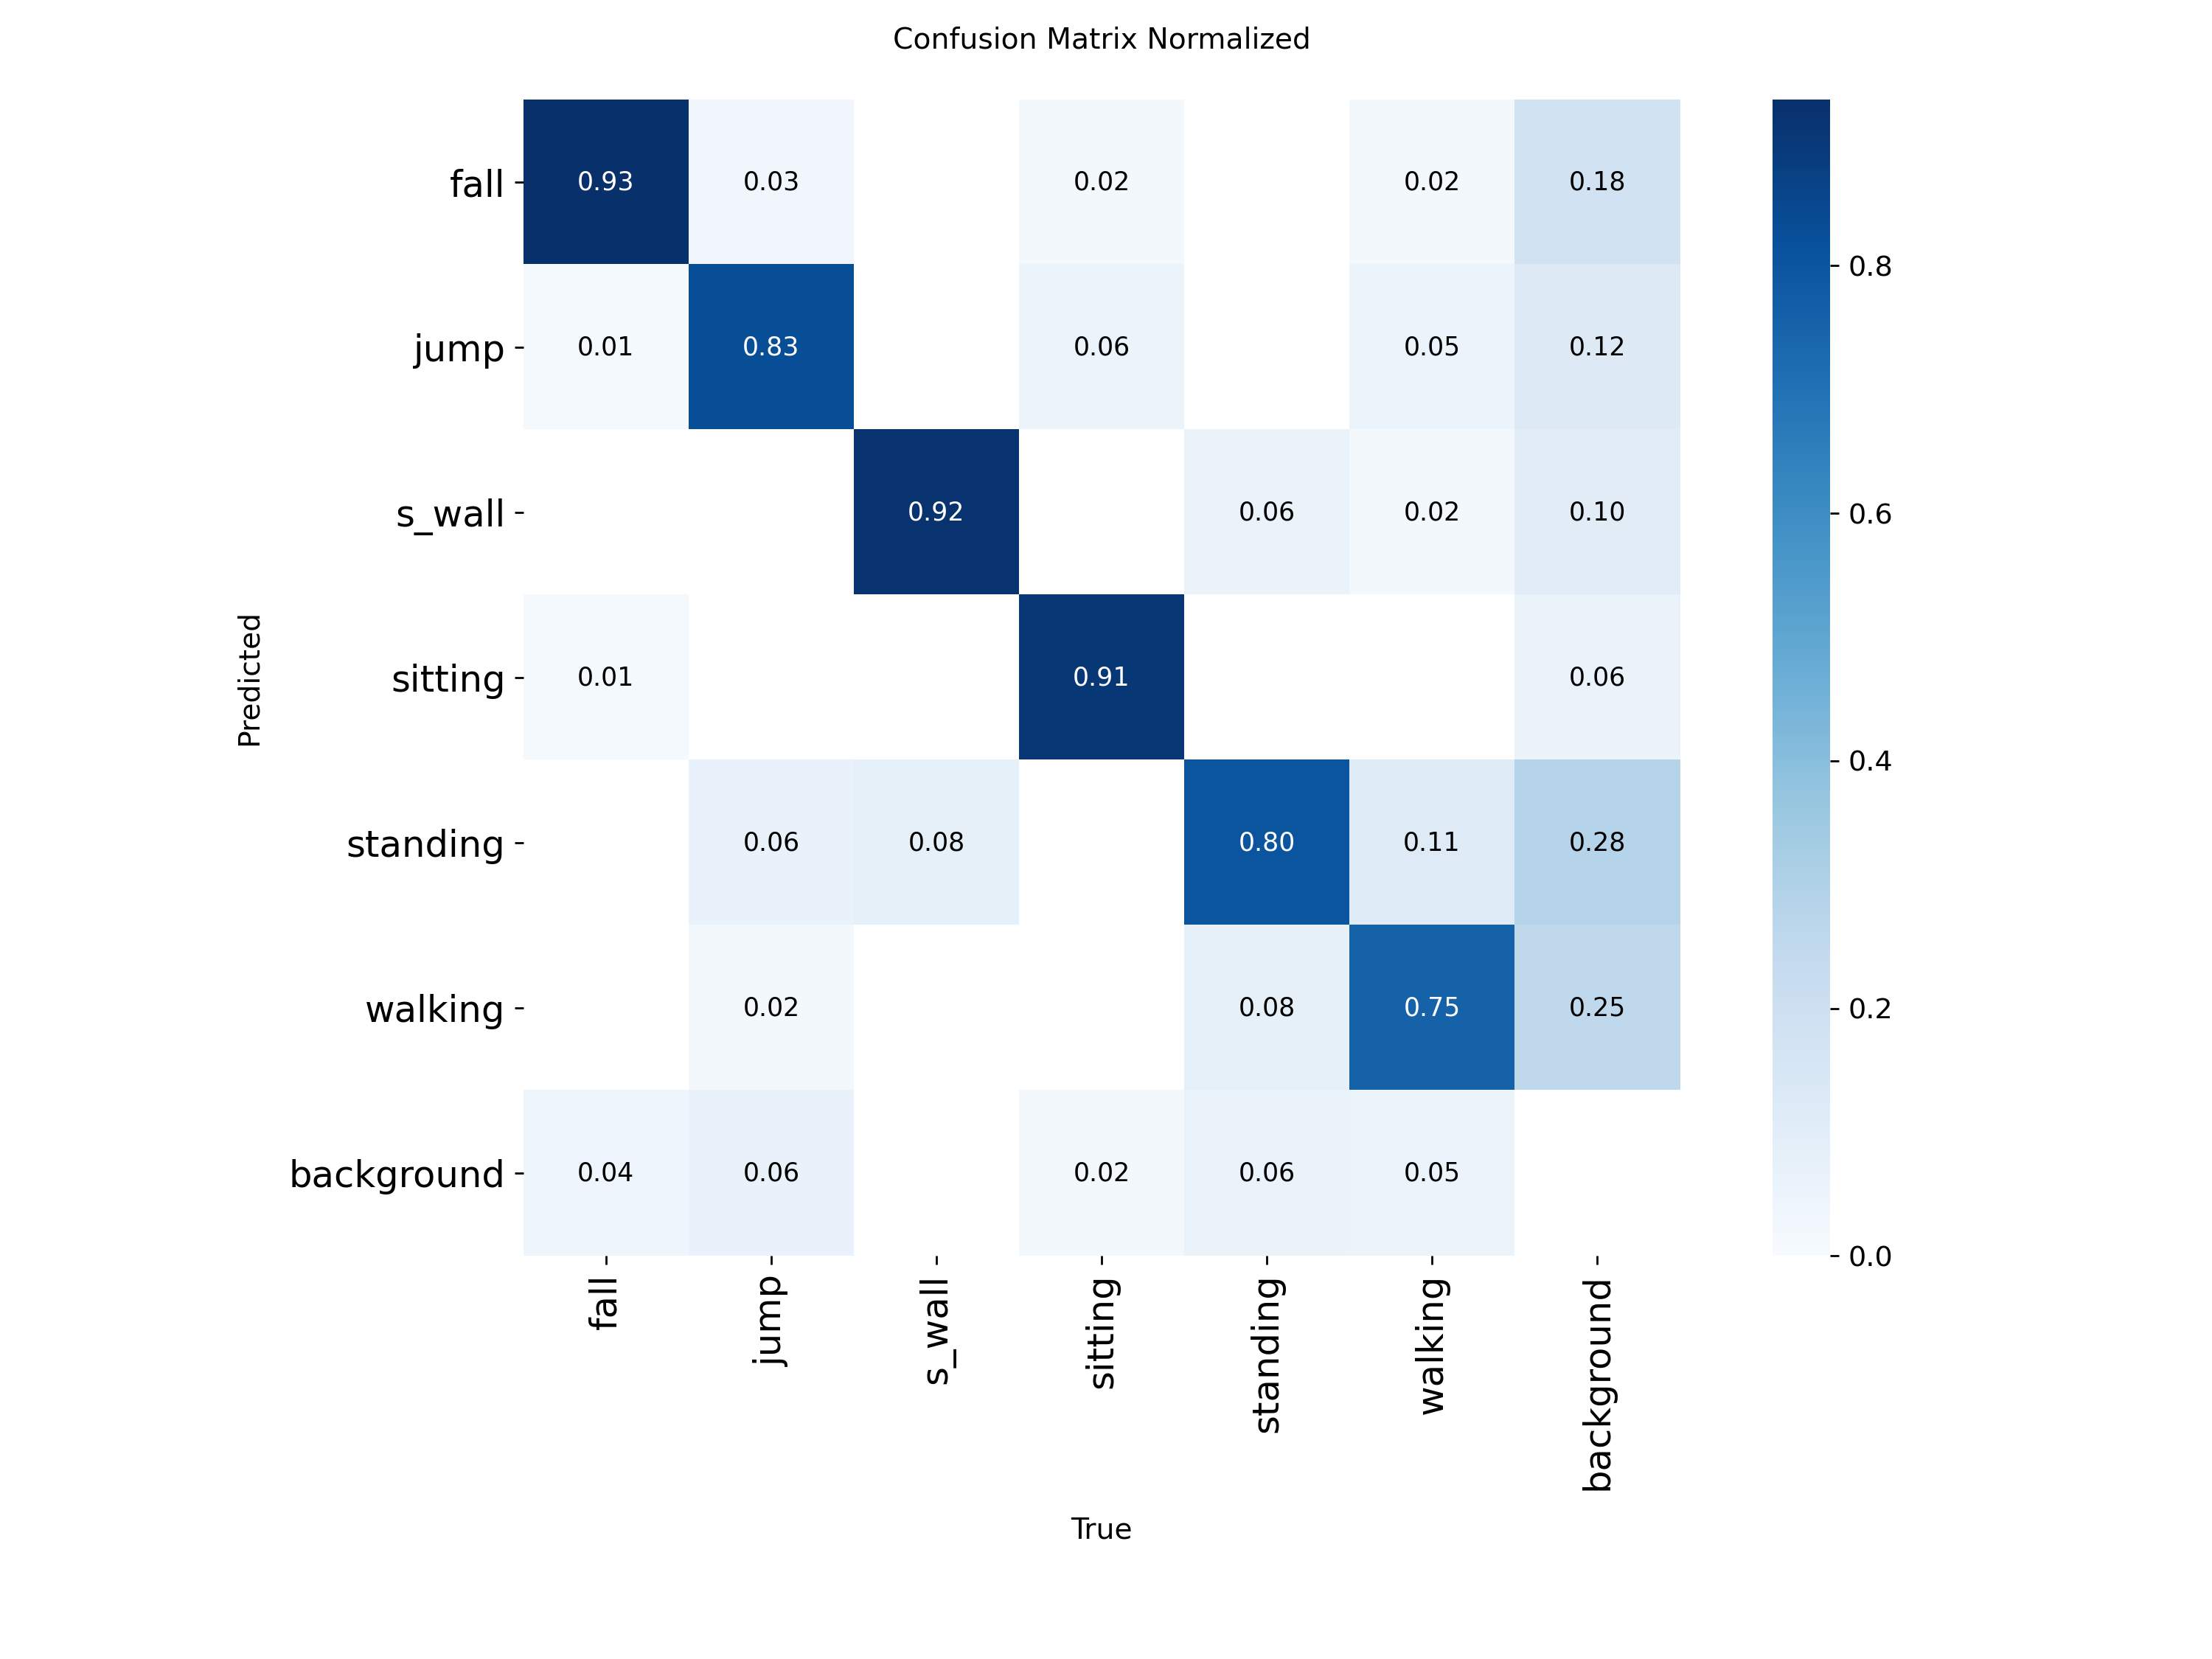 Confusion Matrix Normalized
fall 0.93 0.03 0.02 0.02 0.18
jump 0.01 0.83 0.06 0.05 0.12
s_wall 0.92 0.06 0.02 0.10
sitting 0.01 0.91 0.06
standing 0.06 0.08 0.80 0.11 0.28
walking 0.02 0.08 0.75 0.25
background 0.04 0.06 0.02 0.06 0.05
Predicted
fall jump s_wall sitting standing walking background
True
0.8
0.6
0.4
0.2
0.0